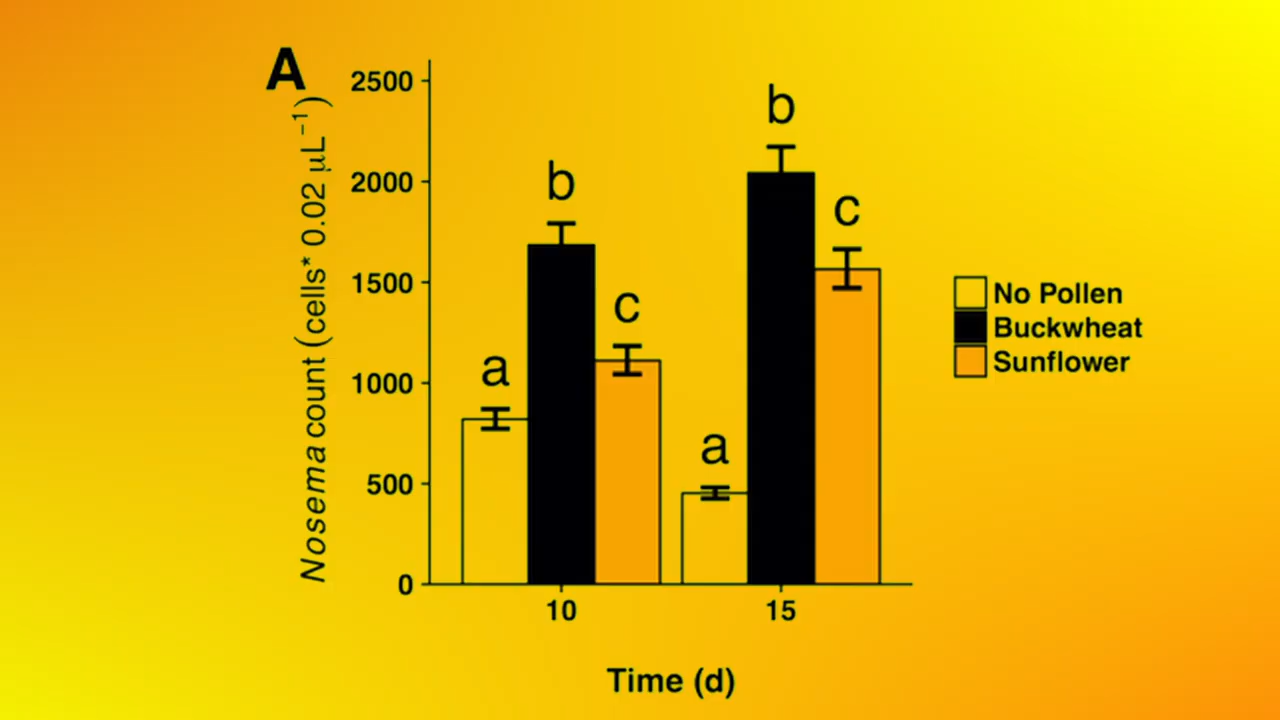 A
2500
2000
1500
1000
500
0
Nosema count (cells* 0.02 µL⁻¹)
a
b
c
a
b
c
10
15
Time (d)
No Pollen
Buckwheat
Sunflower